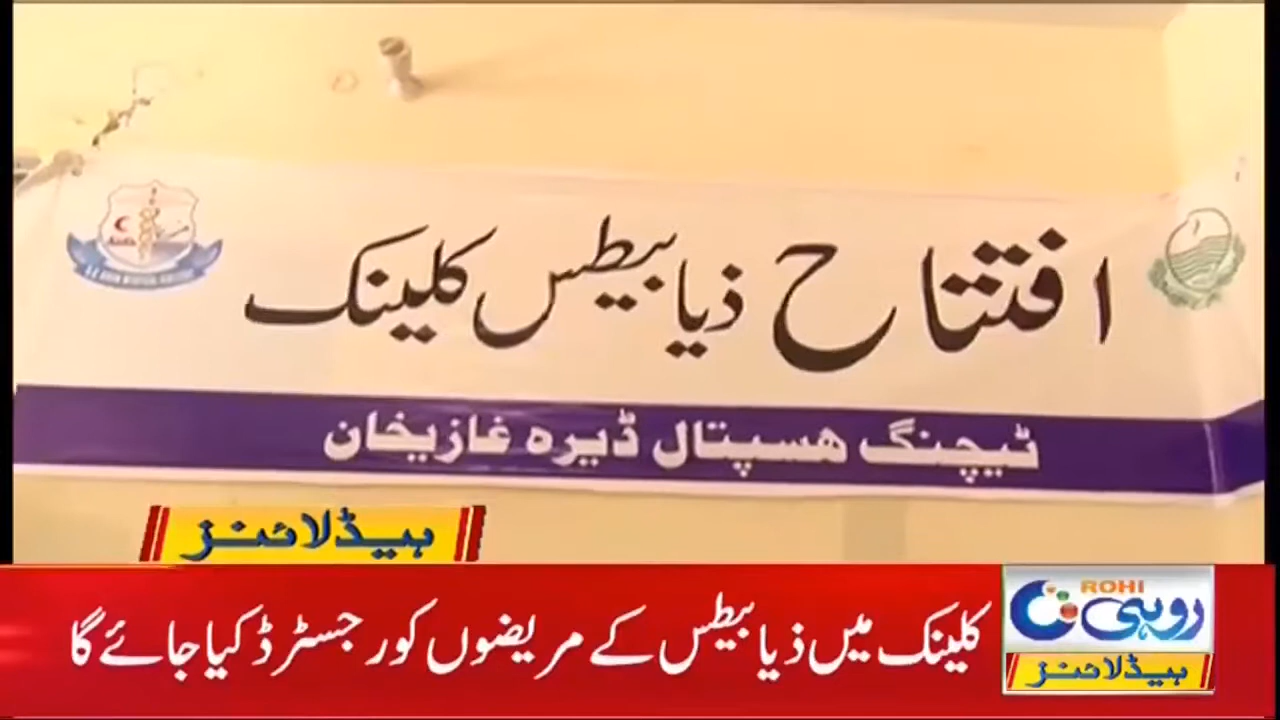 افتتاح ذیابیطس کلینک
ٹیچنگ ھسپتال ڈیرہ غازیخان
ہیڈلائنز
کلینک میں ذیابیطس کے مریضوں کو رجسٹرڈ کیا جائے گا
ROHI
روہی
ہیڈلائنز